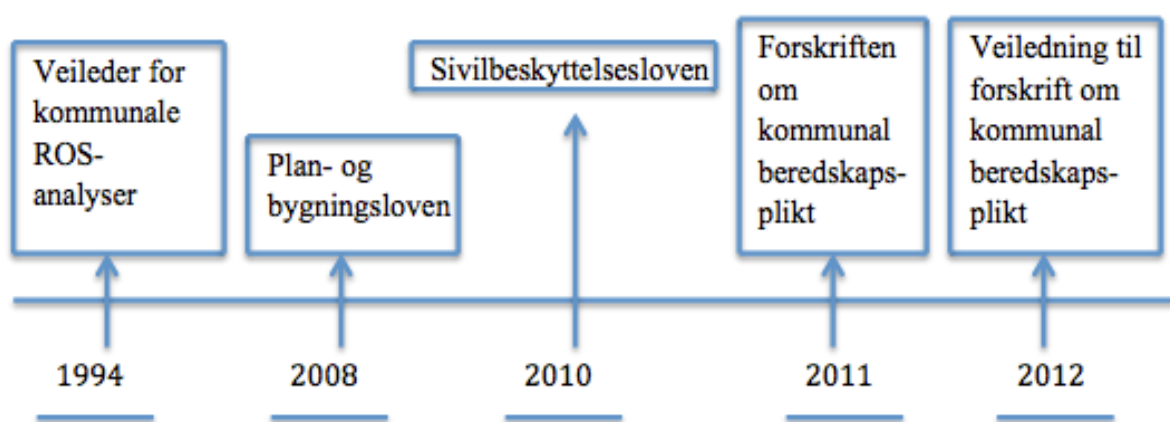 Veileder for
kommunale
ROS-
analyser
Plan- og
bygningsloven
Sivilbeskyttelsesloven
Forskriften
om
kommunal
beredskaps-
plikt
Veiledning til
forskrift om
kommunal
beredskaps-
plikt
1994
2008
2010
2011
2012